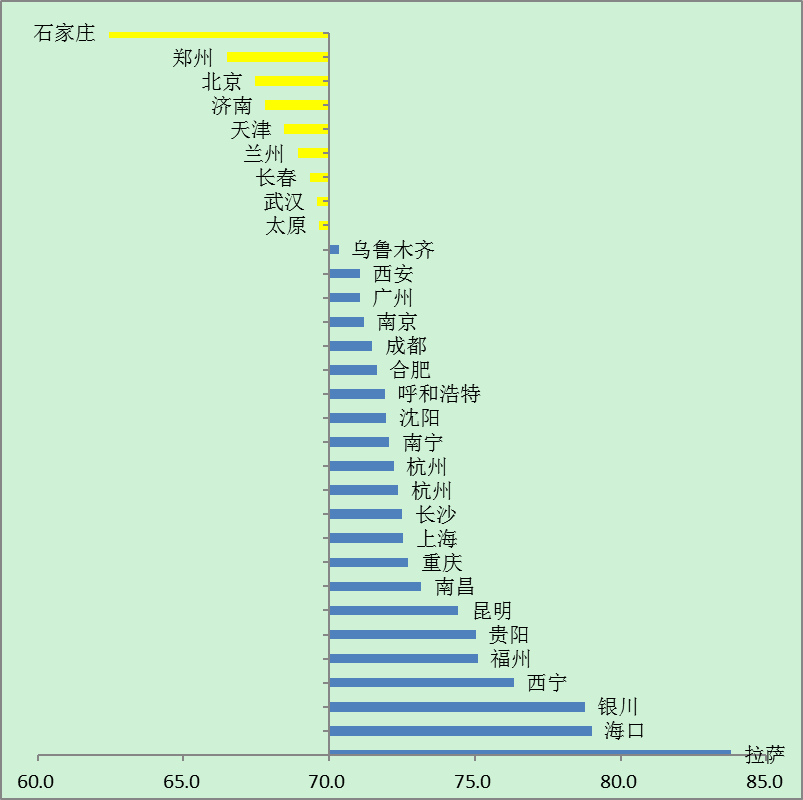 石家庄
郑州
北京
济南
天津
兰州
长春
武汉
太原
乌鲁木齐
西安
广州
南京
成都
合肥
呼和浩特
沈阳
南宁
杭州
杭州
长沙
上海
重庆
南昌
昆明
贵阳
福州
西宁
银川
海口
拉萨
60.0 65.0 70.0 75.0 80.0 85.0